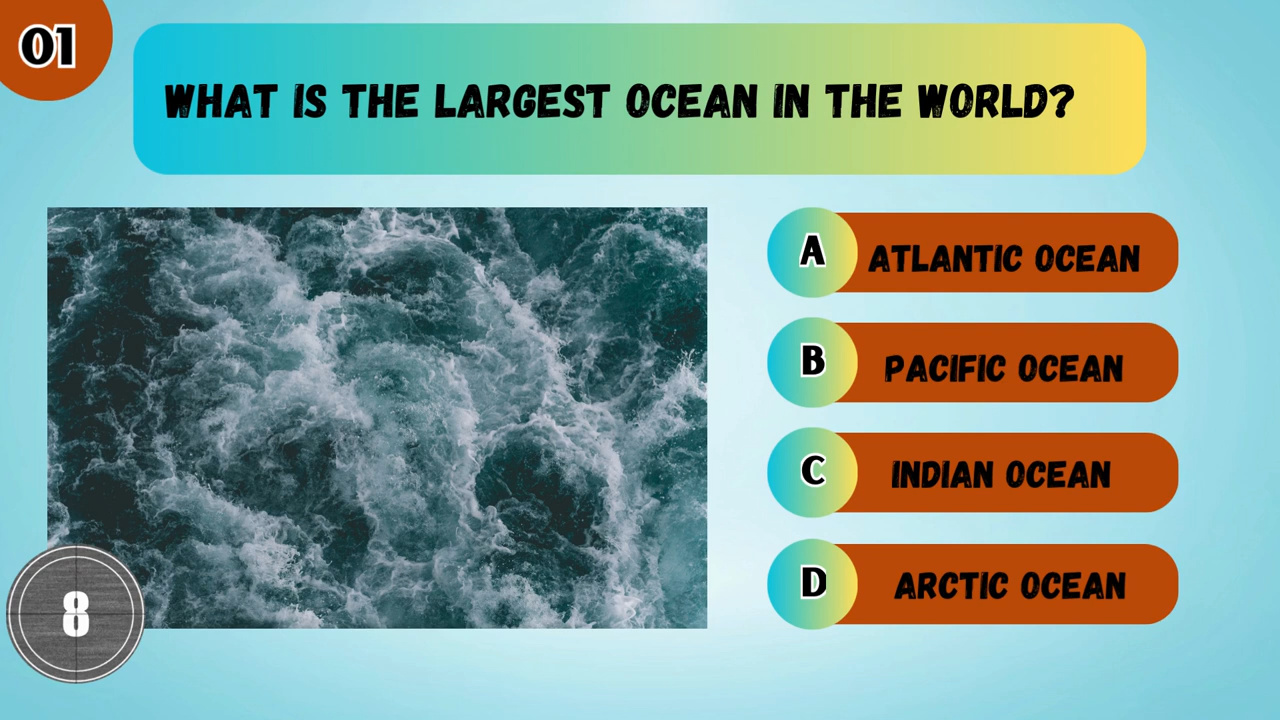 01
WHAT IS THE LARGEST OCEAN IN THE WORLD?
A ATLANTIC OCEAN
B PACIFIC OCEAN
C INDIAN OCEAN
D ARCTIC OCEAN
8